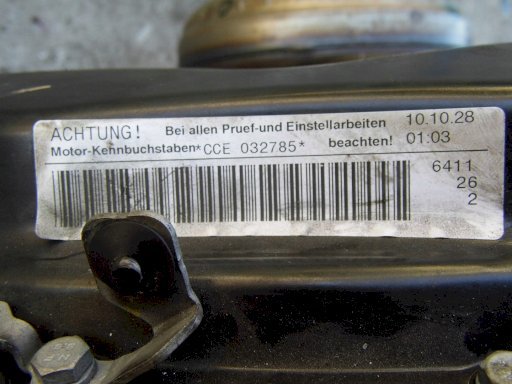 ACHTUNG! Bei allen Pruef-und Einstellarbeiten 10.10.28
Motor-Kennbuchstaben*CCE 032785* beachten! 01:03
6411
26
2